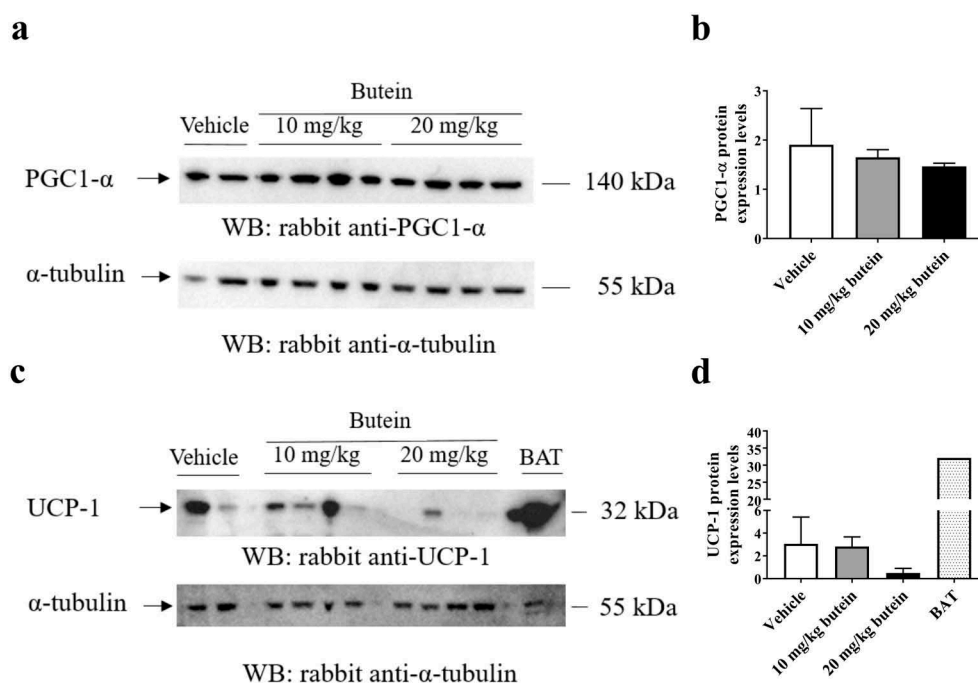 a
Butein
Vehicle 10 mg/kg 20 mg/kg
PGC1-α 140 kDa
WB: rabbit anti-PGC1-α
α-tubulin 55 kDa
WB: rabbit anti-α-tubulin
b
PGC1-α protein
expression levels
3
2
1
0
Vehicle
10 mg/kg butein
20 mg/kg butein
c
Butein
Vehicle 10 mg/kg 20 mg/kg BAT
UCP-1 32 kDa
WB: rabbit anti-UCP-1
α-tubulin 55 kDa
WB: rabbit anti-α-tubulin
d
UCP-1 protein
expression levels
35
30
25
20
15
10
6
4
2
0
Vehicle
10 mg/kg butein
20 mg/kg butein
BAT